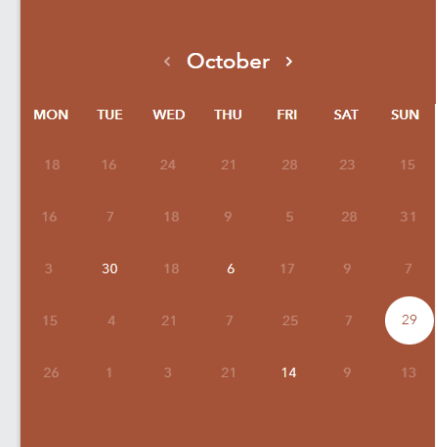 ‹ October ›
MON TUE WED THU FRI SAT SUN
18 16 24 21 28 23 15
16 7 18 9 5 28 31
3 30 18 6 17 9 7
15 4 21 7 25 7 29
26 1 3 21 14 9 13